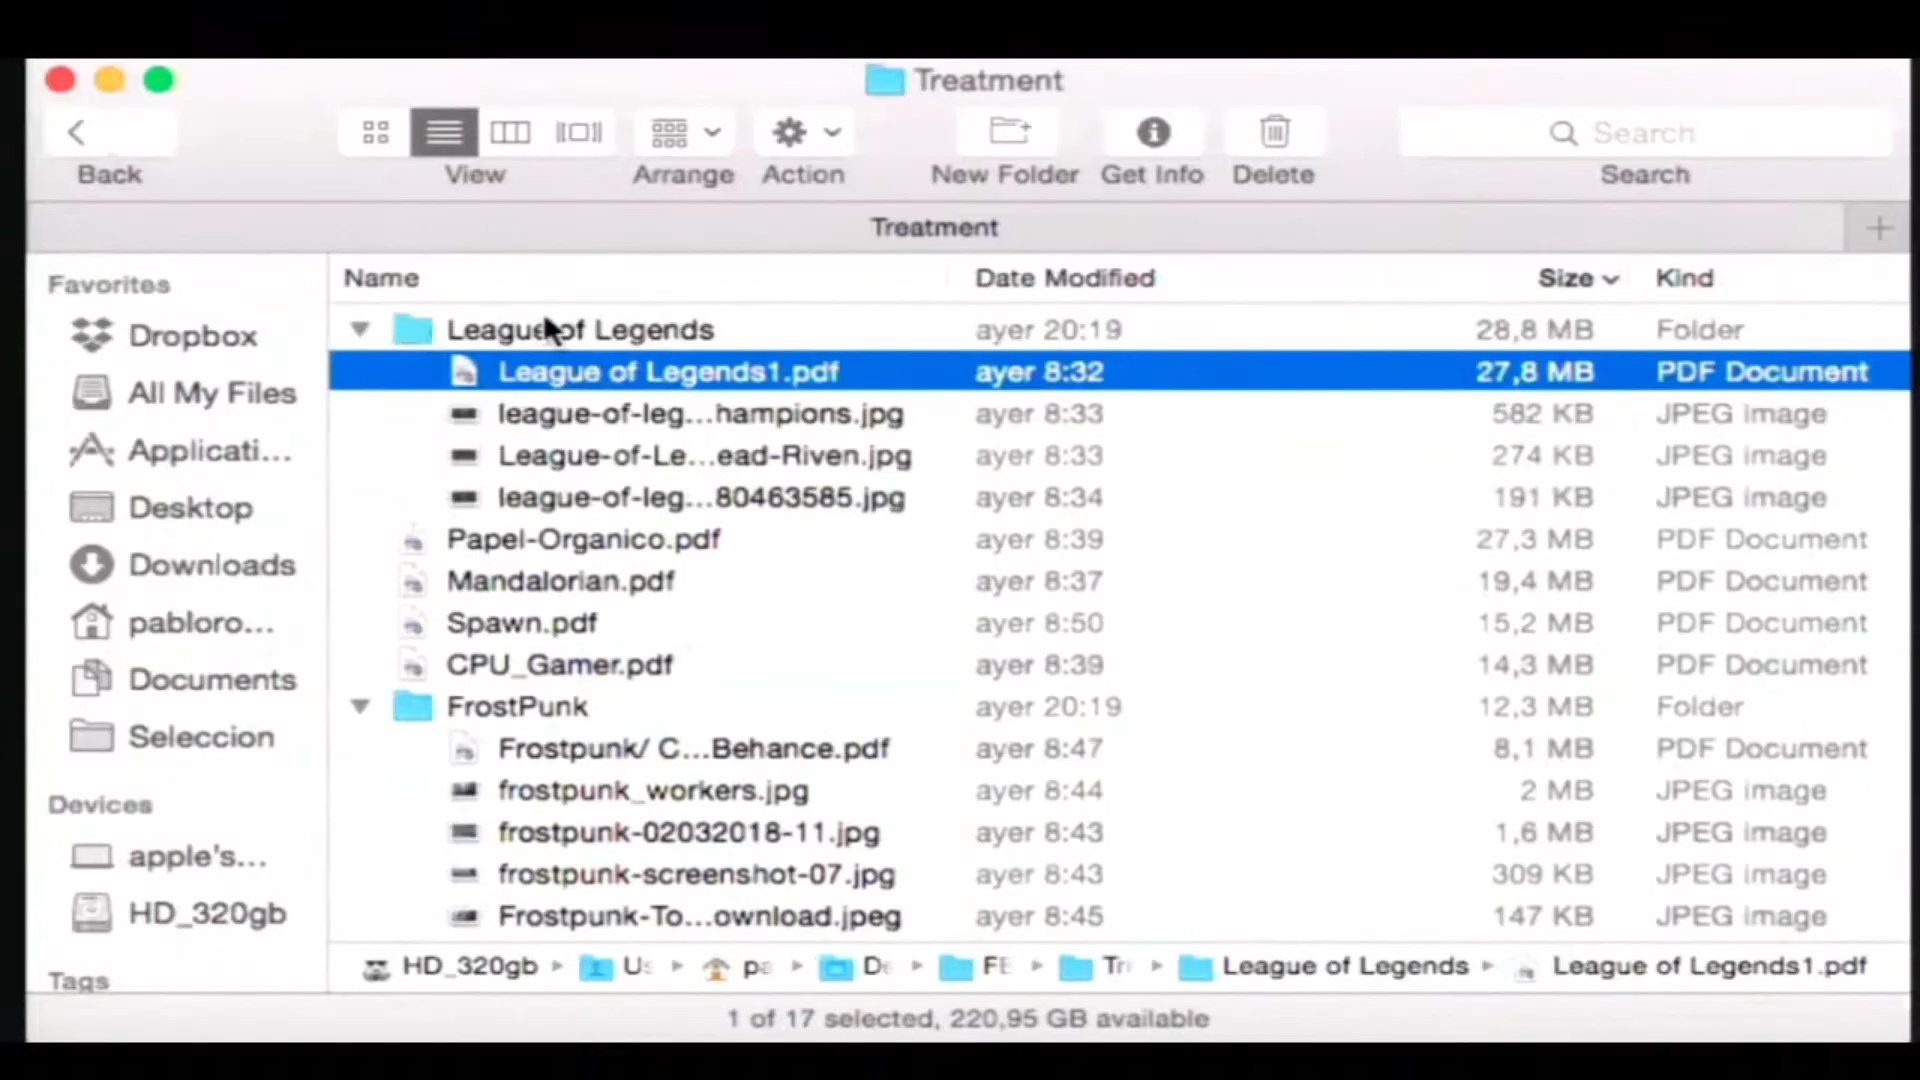 Treatment
Back
View
Arrange
Action
New Folder
Get Info
Delete
Search
Search
Treatment
Favorites
Dropbox
All My Files
Applicati...
Desktop
Downloads
pabloro...
Documents
Seleccion
Devices
apple's...
HD_320gb
Tags
Name Date Modified Size Kind
League of Legends ayer 20:19 28,8 MB Folder
League of Legends1.pdf ayer 8:32 27,8 MB PDF Document
league-of-leg...hampions.jpg ayer 8:33 582 KB JPEG image
League-of-Le...ead-Riven.jpg ayer 8:33 274 KB JPEG image
league-of-leg...80463585.jpg ayer 8:34 191 KB JPEG image
Papel-Organico.pdf ayer 8:39 27,3 MB PDF Document
Mandalorian.pdf ayer 8:37 19,4 MB PDF Document
Spawn.pdf ayer 8:50 15,2 MB PDF Document
CPU_Gamer.pdf ayer 8:39 14,3 MB PDF Document
FrostPunk ayer 20:19 12,3 MB Folder
Frostpunk/ C...Behance.pdf ayer 8:47 8,1 MB PDF Document
frostpunk_workers.jpg ayer 8:44 2 MB JPEG image
frostpunk-02032018-11.jpg ayer 8:43 1,6 MB JPEG image
frostpunk-screenshot-07.jpg ayer 8:43 309 KB JPEG image
Frostpunk-To...ownload.jpeg ayer 8:45 147 KB JPEG image
HD_320gb Us pa De FE Tr League of Legends League of Legends1.pdf
1 of 17 selected, 220,95 GB available